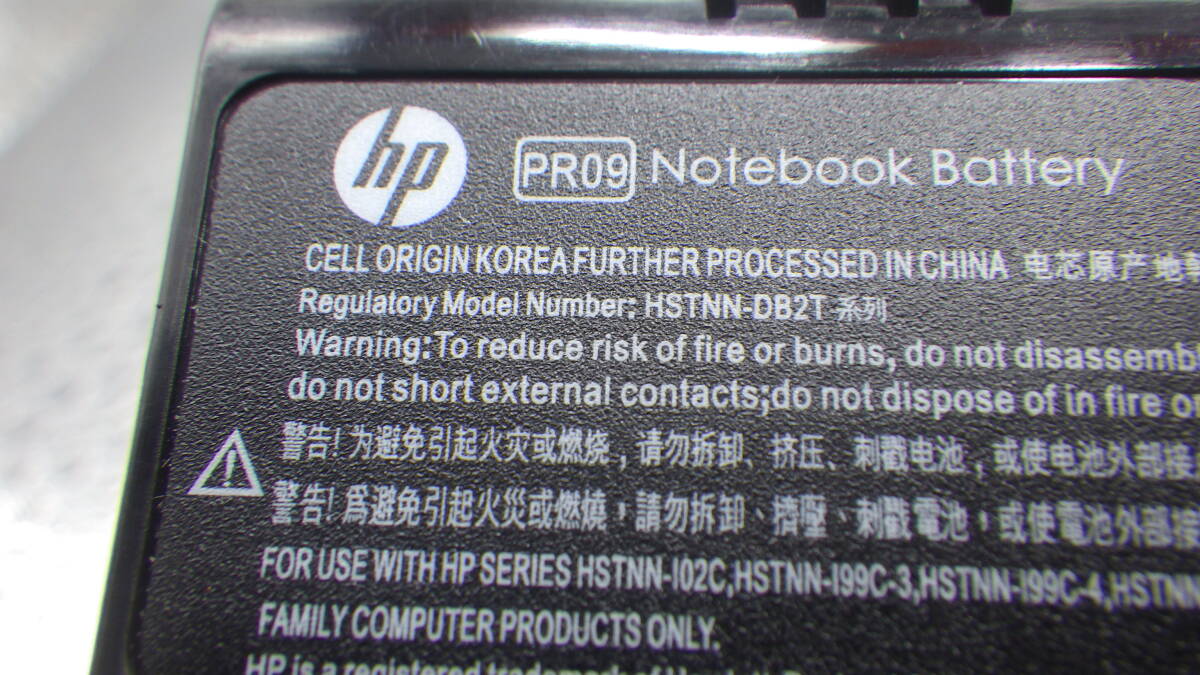 hp PR09 Notebook Battery
CELL ORIGIN KOREA FURTHER PROCESSED IN CHINA 电芯原产地
Regulatory Model Number: HSTNN-DB2T 系列
Warning:To reduce risk of fire or burns, do not disassemb
do not short external contacts;do not dispose of in fire or
警告! 为避免引起火灾或燃烧，请勿拆卸、挤压、刺戳电池，或使电池外部接
警告! 爲避免引起火災或燃燒，請勿拆卸、擠壓、刺戳電池，或使電池外部接
FOR USE WITH HP SERIES HSTNN-I02C,HSTNN-I99C-3,HSTNN-I99C-4,HSTNN
FAMILY COMPUTER PRODUCTS ONLY.
HP is a registered trademark of